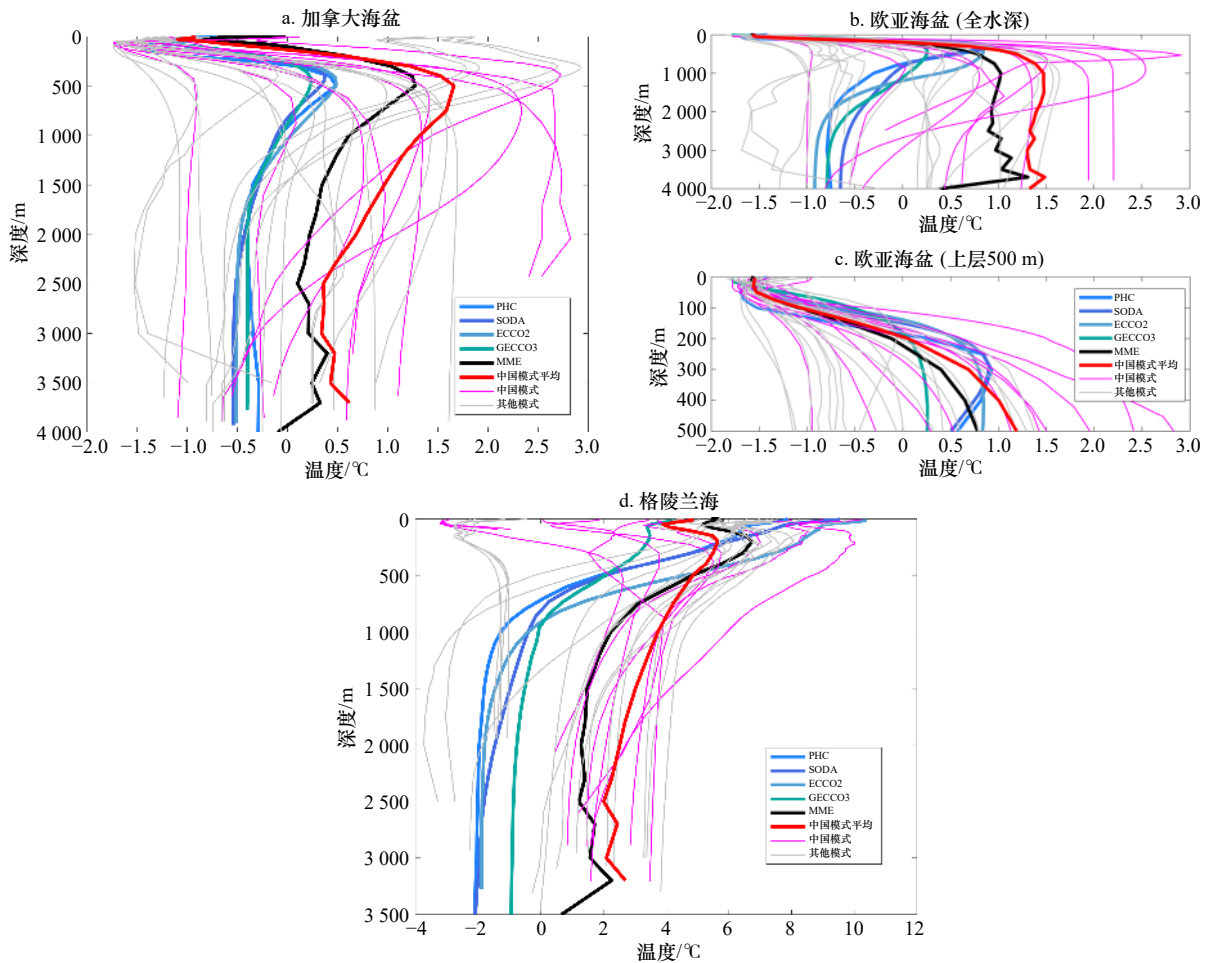 a. 加拿大海盆
0
500
1 000
1 500
2 000
2 500
3 000
3 500
4 000
深度/m
−2.0 −1.5 −1.0 −0.5 0 0.5 1.0 1.5 2.0 2.5 3.0
温度/℃
PHC
SODA
ECCO2
GECCO3
MME
中国模式平均
中国模式
其他模式
b. 欧亚海盆 (全水深)
0
1 000
2 000
3 000
4 000
深度/m
−2.0 −1.5 −1.0 −0.5 0 0.5 1.0 1.5 2.0 2.5 3.0
温度/℃
c. 欧亚海盆 (上层500 m)
0
100
200
300
400
500
深度/m
−2.0 −1.5 −1.0 −0.5 0 0.5 1.0 1.5 2.0 2.5 3.0
温度/℃
PHC
SODA
ECCO2
GECCO3
MME
中国模式平均
中国模式
其他模式
d. 格陵兰海
0
500
1 000
1 500
2 000
2 500
3 000
3 500
深度/m
−4 −2 0 2 4 6 8 10 12
温度/℃
PHC
SODA
ECCO2
GECCO3
MME
中国模式平均
中国模式
其他模式